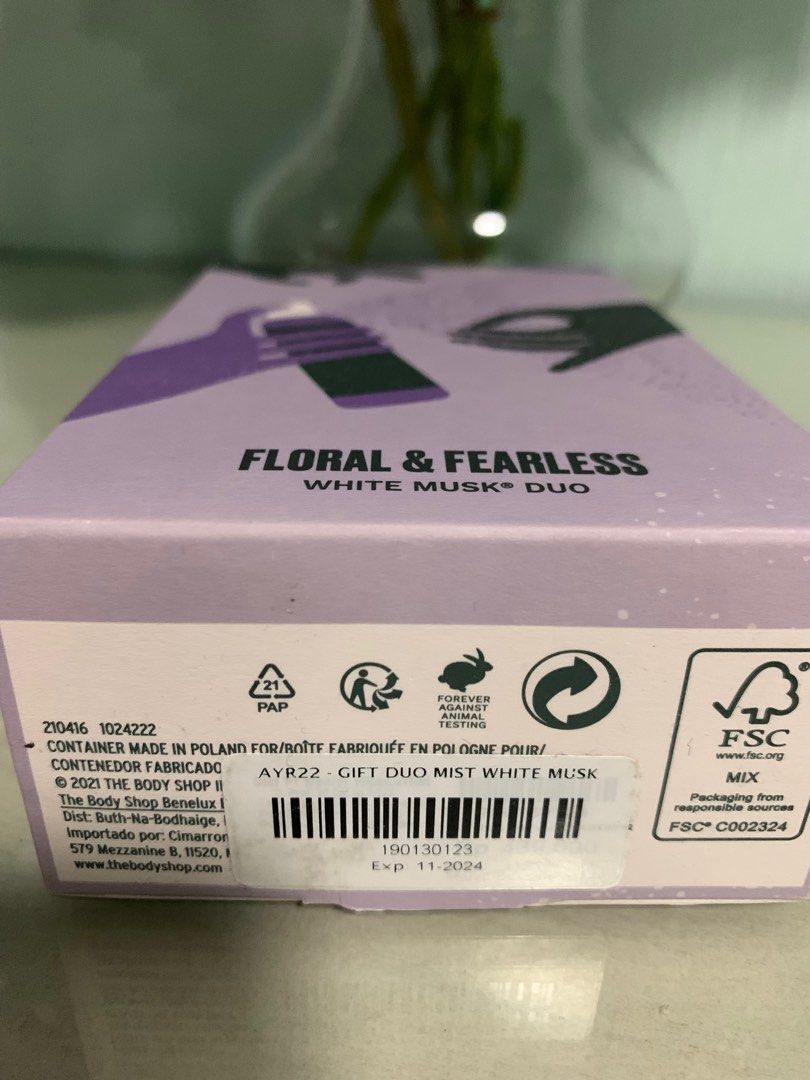 FLORAL & FEARLESS
WHITE MUSK® DUO
21
PAP
FOREVER
AGAINST
ANIMAL
TESTING
®
FSC
www.fsc.org
MIX
Packaging from
responsible sources
FSC® C002324
210416 1024222
CONTAINER MADE IN POLAND FOR/BOÎTE FABRIQUÉE EN POLOGNE POUR/
CONTENEDOR FABRICADO
© 2021 THE BODY SHOP
The Body Shop Benelux
Dist: Buth-Na-Bodhaige,
Importado por: Cimarron
579 Mezzanine B, 11520,
www.thebodyshop.com
AYR22 - GIFT DUO MIST WHITE MUSK
190130123
Exp 11-2024